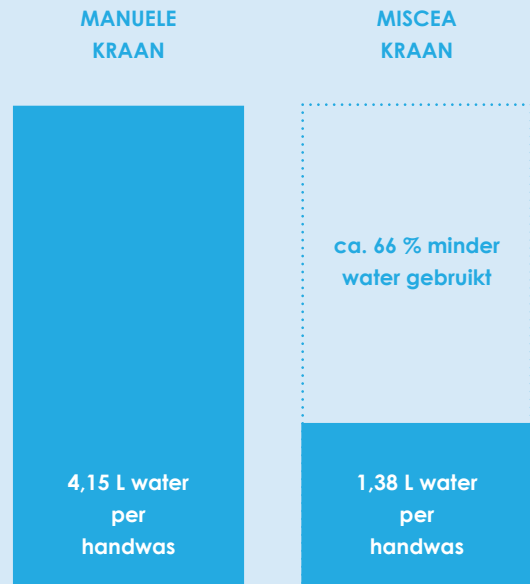 MANUELE
KRAAN
MISCEA
KRAAN
ca. 66 % minder
water gebruikt
4,15 L water
per
handwas
1,38 L water
per
handwas